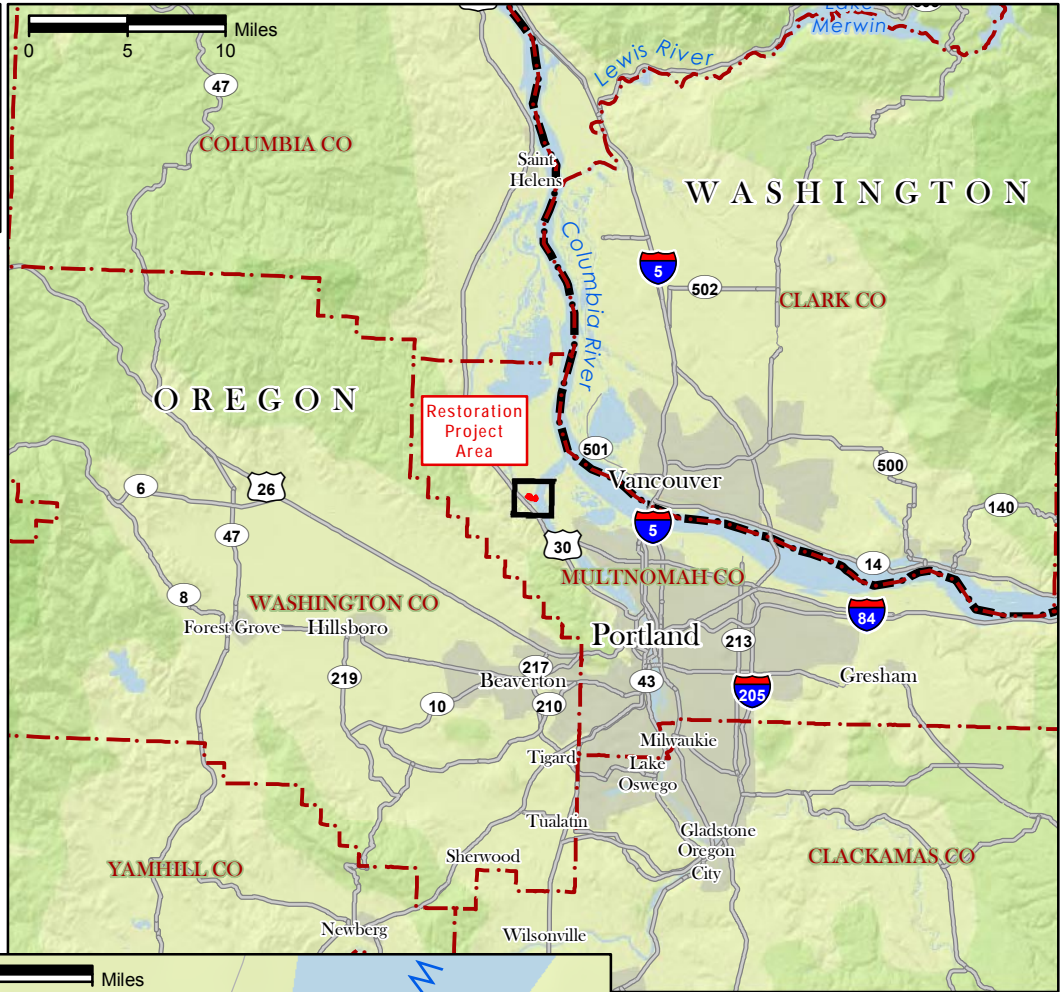 Miles
0 5 10
Lake
Merwin
Lewis River
47
COLUMBIA CO
Saint
Helens
WASHINGTON
Columbia River
5
502
CLARK CO
OREGON
Restoration
Project
Area
501
500
Vancouver
6
26
47
5
140
30
14
MULTNOMAH CO
8
WASHINGTON CO
84
Forest Grove
Hillsboro
Portland
213
217
Beaverton
43
Gresham
219
205
10
210
Milwaukie
Tigard
Lake
Oswego
Tualatin
Gladstone
Oregon
City
Sherwood
CLACKAMAS CO
YAMHILL CO
Newberg
Wilsonville
Miles